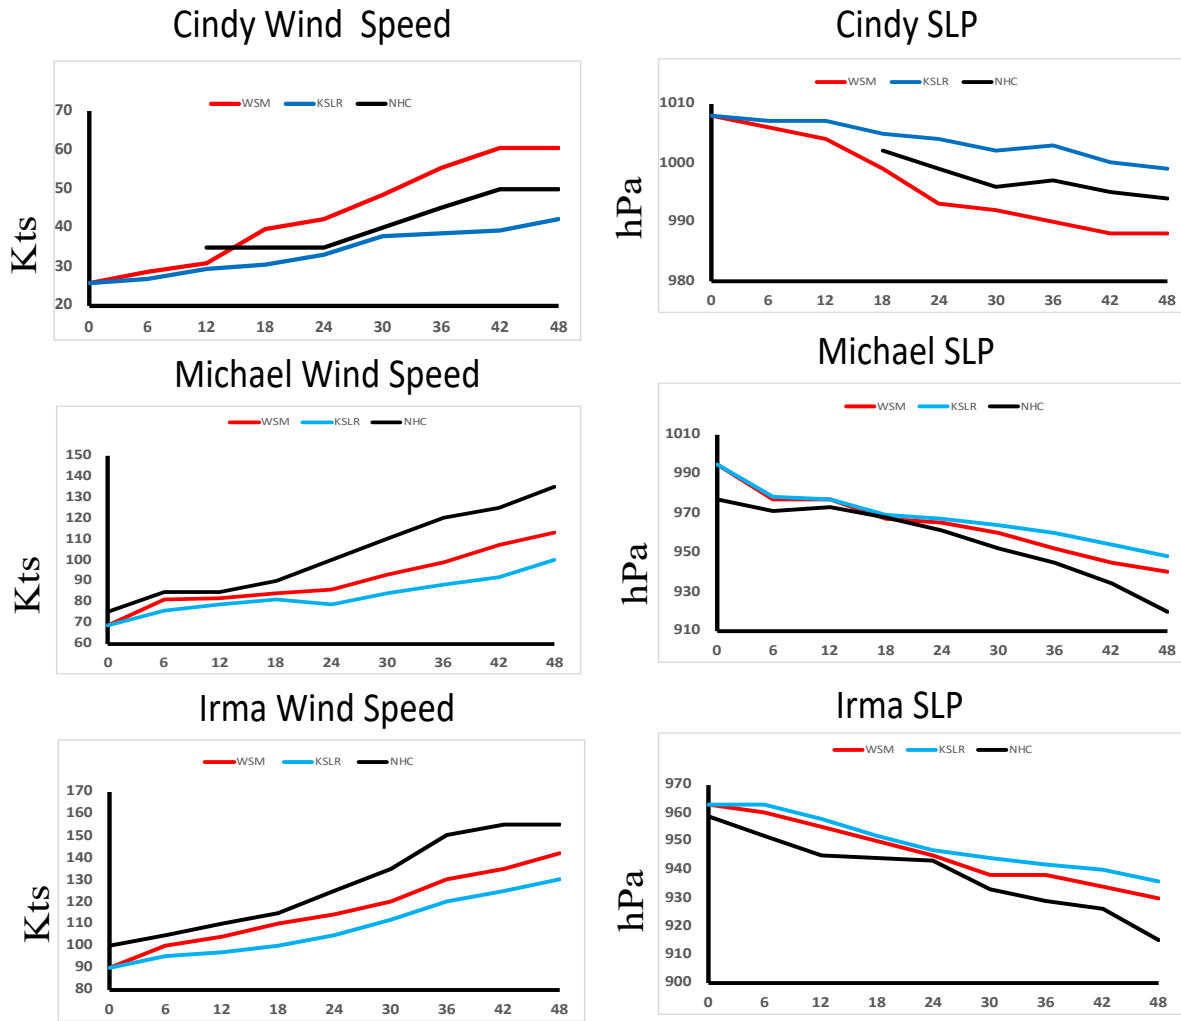 Cindy Wind Speed
WSM KSLR NHC
70
60
50
40
30
20
Kts
0 6 12 18 24 30 36 42 48
Cindy SLP
WSM KSLR NHC
1010
1000
990
980
hPa
0 6 12 18 24 30 36 42 48
Michael Wind Speed
WSM KSLR NHC
150
140
130
120
110
100
90
80
70
60
Kts
0 6 12 18 24 30 36 42 48
Michael SLP
WSM KSLR NHC
1010
990
970
950
930
910
hPa
0 6 12 18 24 30 36 42 48
Irma Wind Speed
WSM KSLR NHC
170
160
150
140
130
120
110
100
90
80
Kts
0 6 12 18 24 30 36 42 48
Irma SLP
WSM KSLR NHC
970
960
950
940
930
920
910
900
hPa
0 6 12 18 24 30 36 42 48